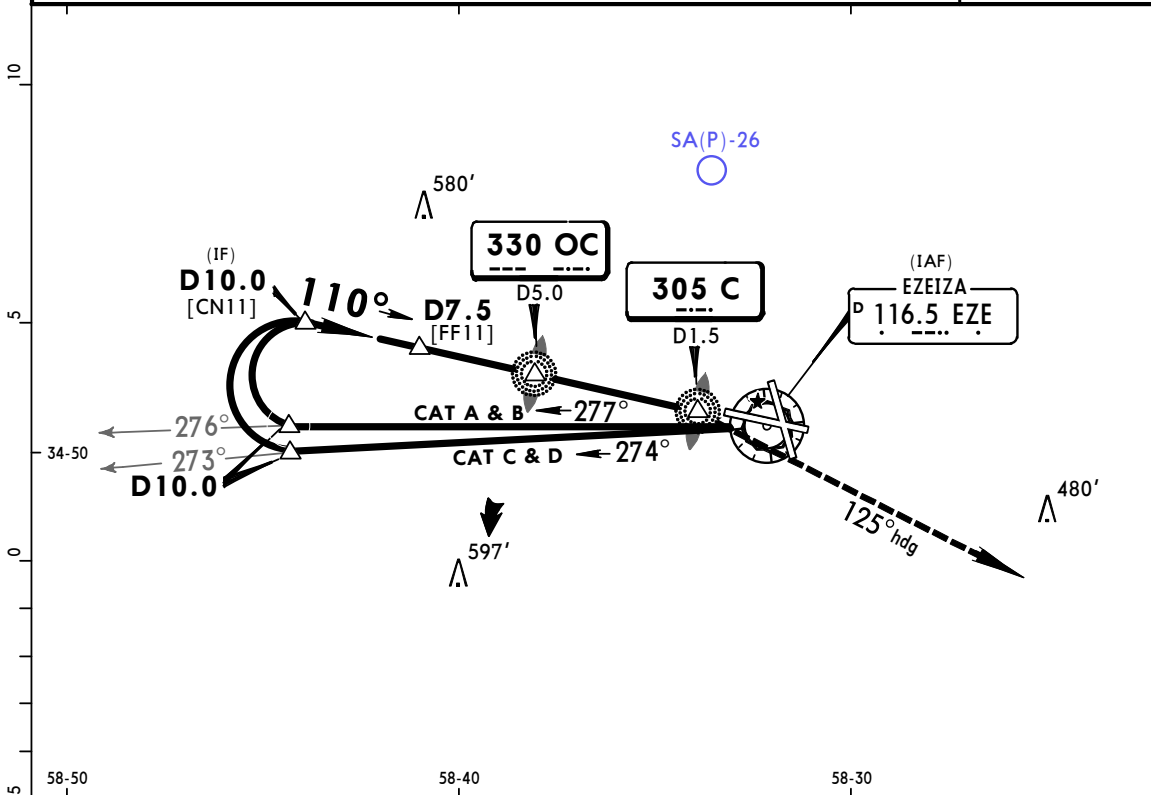 10
SA(P)-26
580'
330 OC
D5.0
(IF)
D10.0
[CN11]
110°
D7.5
[FF11]
305 C
D1.5
(IAF)
EZEIZA
D 116.5 EZE
5
CAT A & B
277°
276°
34-50
273°
CAT C & D
274°
D10.0
480'
125° hdg
597'
0
58-50
58-40
58-30
5